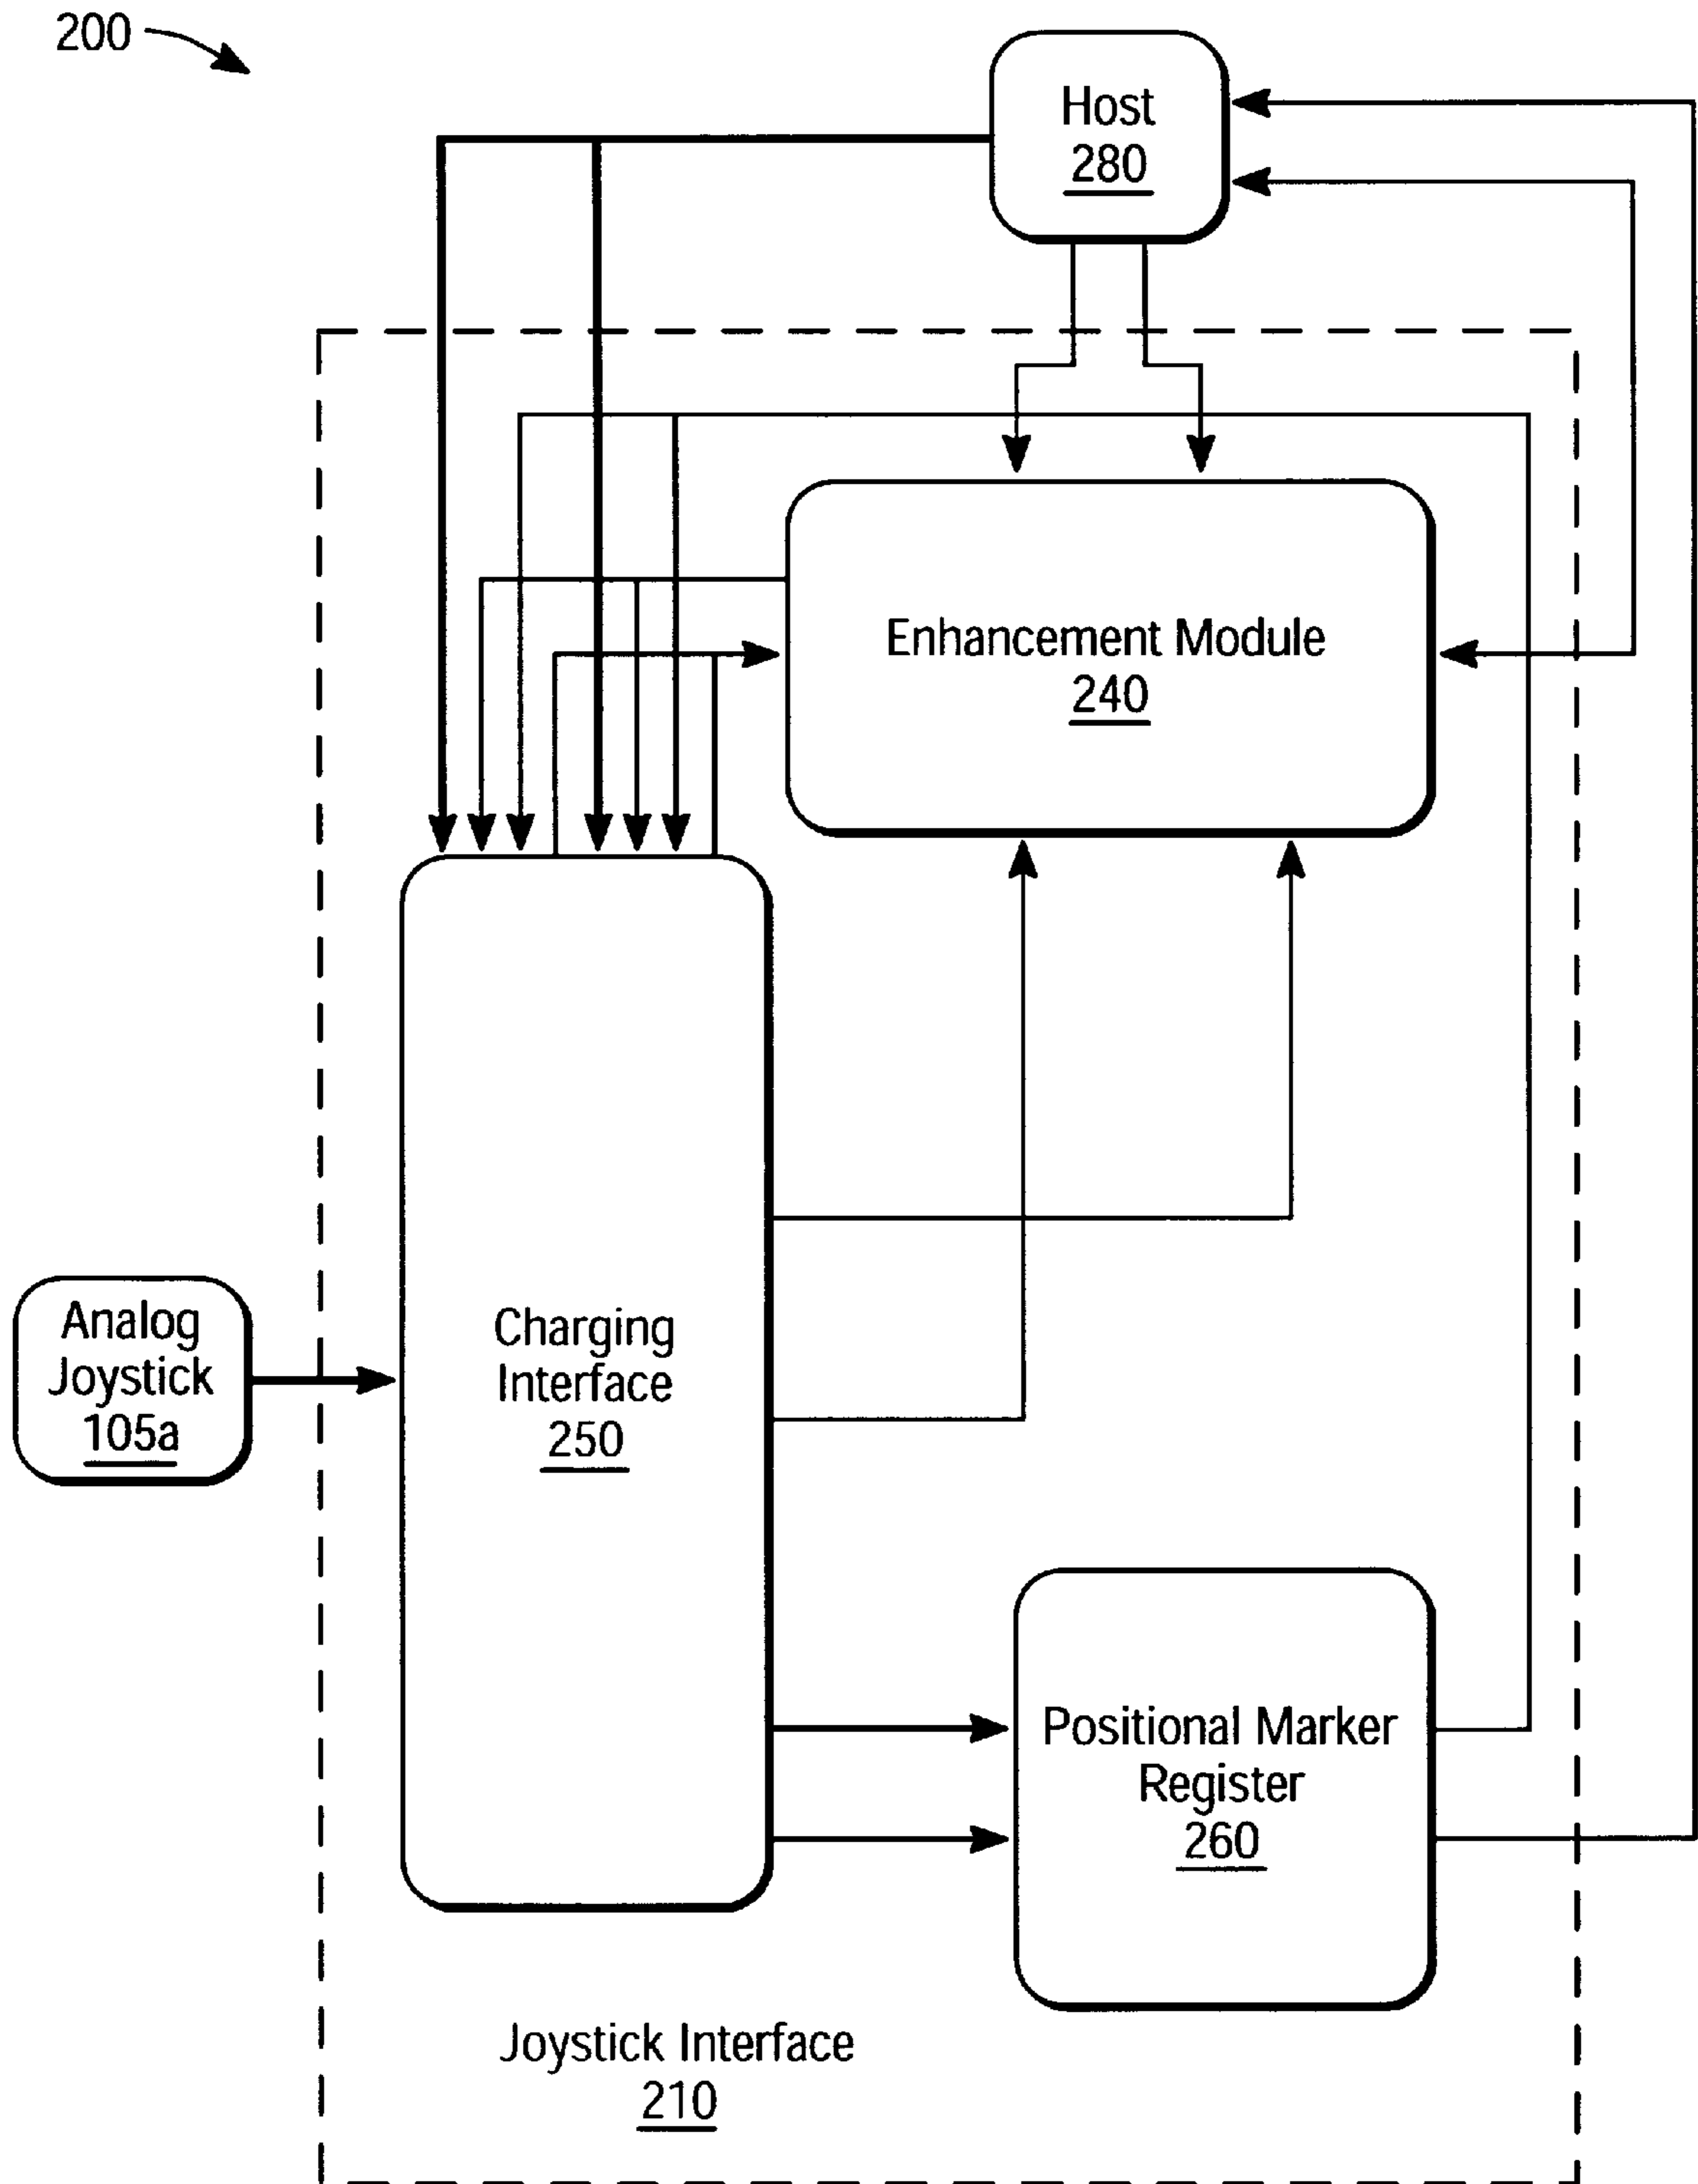 200
Host
280
Enhancement Module
240
Analog
Joystick
105a
Charging
Interface
250
Positional Marker
Register
260
Joystick Interface
210